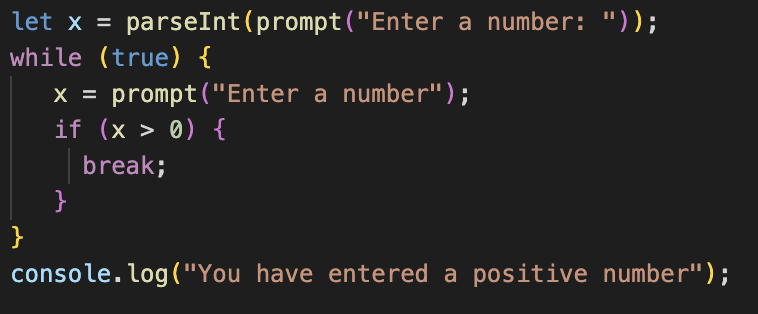 let x = parseInt(prompt("Enter a number: "));
while (true) {
   x = prompt("Enter a number");
   if (x > 0) {
     break;
   }
}
console.log("You have entered a positive number");